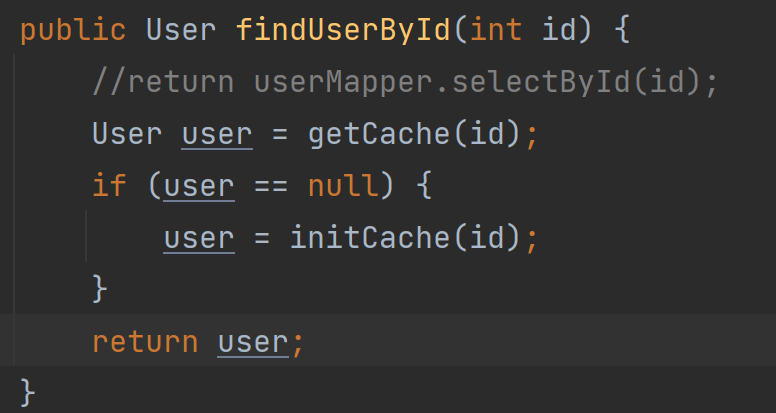 public User findUserById(int id) {
//return userMapper.selectById(id);
User user = getCache(id);
if (user == null) {
user = initCache(id);
}
return user;
}